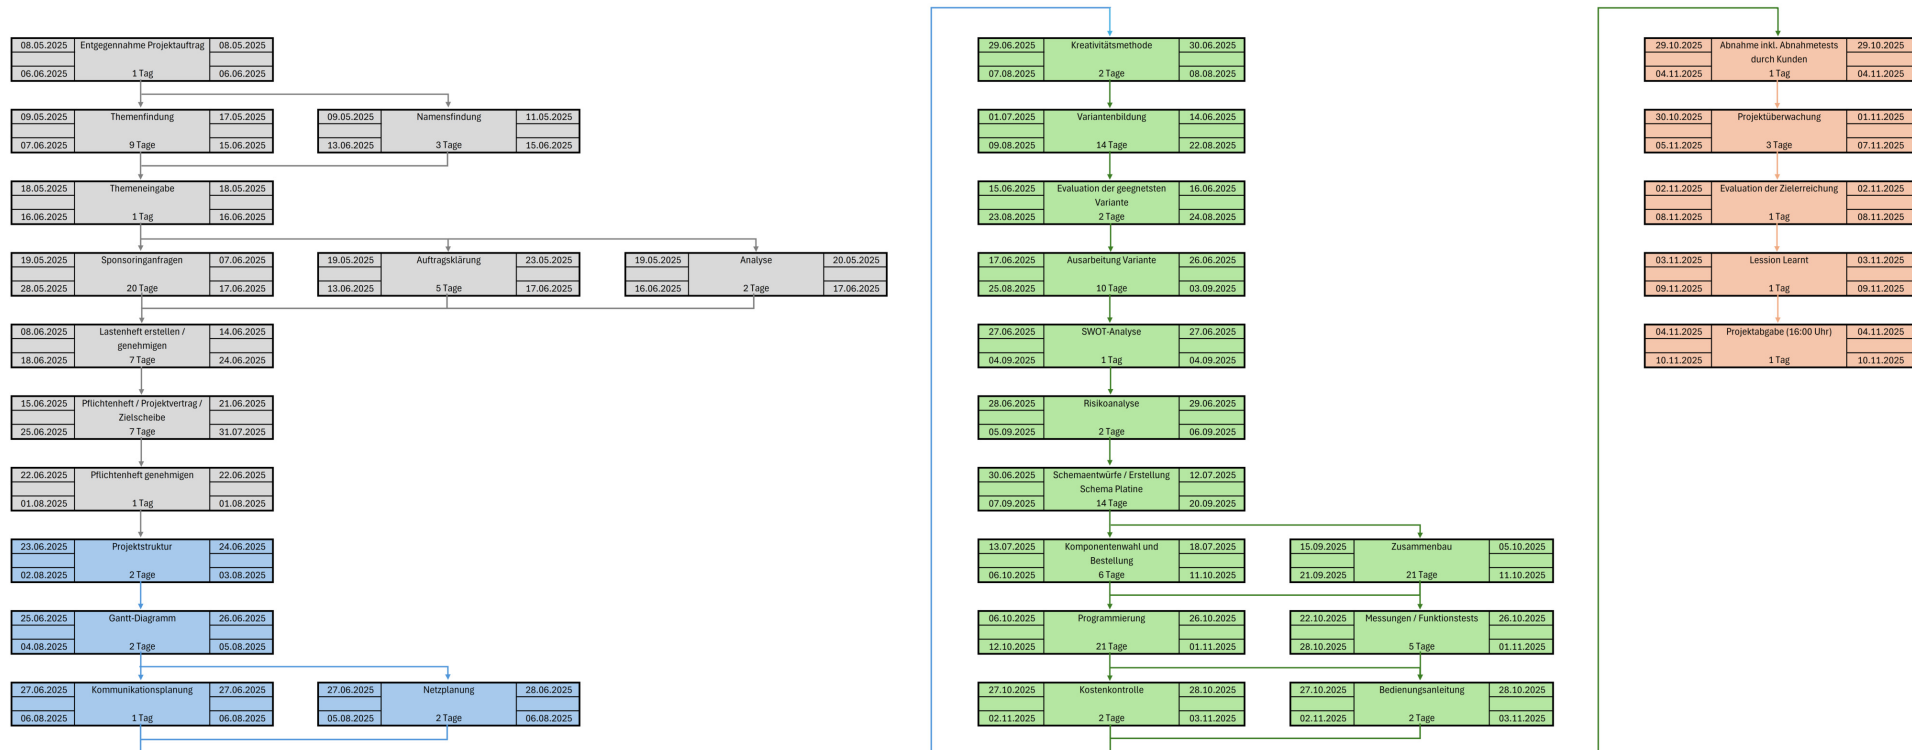 08.05.2025 Entgegennahme Projektauftrag 08.05.2025
06.06.2025 1 Tag 06.06.2025
09.05.2025 Themenfindung 17.05.2025
07.06.2025 9 Tage 15.06.2025
09.05.2025 Namensfindung 11.05.2025
13.06.2025 3 Tage 15.06.2025
18.05.2025 Themeneingabe 18.05.2025
16.06.2025 1 Tag 16.06.2025
19.05.2025 Sponsoringanfragen 07.06.2025
28.05.2025 20 Tage 17.06.2025
19.05.2025 Auftragsklärung 23.05.2025
13.06.2025 5 Tage 17.06.2025
19.05.2025 Analyse 20.05.2025
16.06.2025 2 Tage 17.06.2025
08.06.2025 Lastenheft erstellen / 14.06.2025
genehmigen
18.06.2025 7 Tage 24.06.2025
15.06.2025 Pflichtenheft / Projektvertrag / 21.06.2025
Zielscheibe
25.06.2025 7 Tage 31.07.2025
22.06.2025 Pflichtenheft genehmigen 22.06.2025
01.08.2025 1 Tag 01.08.2025
23.06.2025 Projektstruktur 24.06.2025
02.08.2025 2 Tage 03.08.2025
25.06.2025 Gantt-Diagramm 26.06.2025
04.08.2025 2 Tage 05.08.2025
27.06.2025 Kommunikationsplanung 27.06.2025
06.08.2025 1 Tag 06.08.2025
27.06.2025 Netzplanung 28.06.2025
05.08.2025 2 Tage 06.08.2025
29.06.2025 Kreativitätsmethode 30.06.2025
07.08.2025 2 Tage 08.08.2025
01.07.2025 Variantenbildung 14.06.2025
09.08.2025 14 Tage 22.08.2025
15.06.2025 Evaluation der geegnetsten 16.06.2025
Variante
23.08.2025 2 Tage 24.08.2025
17.06.2025 Ausarbeitung Variante 26.06.2025
25.08.2025 10 Tage 03.09.2025
27.06.2025 SWOT-Analyse 27.06.2025
04.09.2025 1 Tag 04.09.2025
28.06.2025 Risikoanalyse 29.06.2025
05.09.2025 2 Tage 06.09.2025
30.06.2025 Schemaentwürfe / Erstellung 12.07.2025
Schema Platine
07.09.2025 14 Tage 20.09.2025
13.07.2025 Komponentenwahl und 18.07.2025
Bestellung
06.10.2025 6 Tage 11.10.2025
15.09.2025 Zusammenbau 05.10.2025
21.09.2025 21 Tage 11.10.2025
06.10.2025 Programmierung 26.10.2025
12.10.2025 21 Tage 01.11.2025
22.10.2025 Messungen / Funktionstests 26.10.2025
28.10.2025 5 Tage 01.11.2025
27.10.2025 Kostenkontrolle 28.10.2025
02.11.2025 2 Tage 03.11.2025
27.10.2025 Bedienungsanleitung 28.10.2025
02.11.2025 2 Tage 03.11.2025
29.10.2025 Abnahme inkl. Abnahmetests 29.10.2025
durch Kunden
04.11.2025 1 Tag 04.11.2025
30.10.2025 Projektüberwachung 01.11.2025
05.11.2025 3 Tage 07.11.2025
02.11.2025 Evaluation der Zielerreichung 02.11.2025
08.11.2025 1 Tag 08.11.2025
03.11.2025 Lession Learnt 03.11.2025
09.11.2025 1 Tag 09.11.2025
04.11.2025 Projektabgabe (16:00 Uhr) 04.11.2025
10.11.2025 1 Tag 10.11.2025